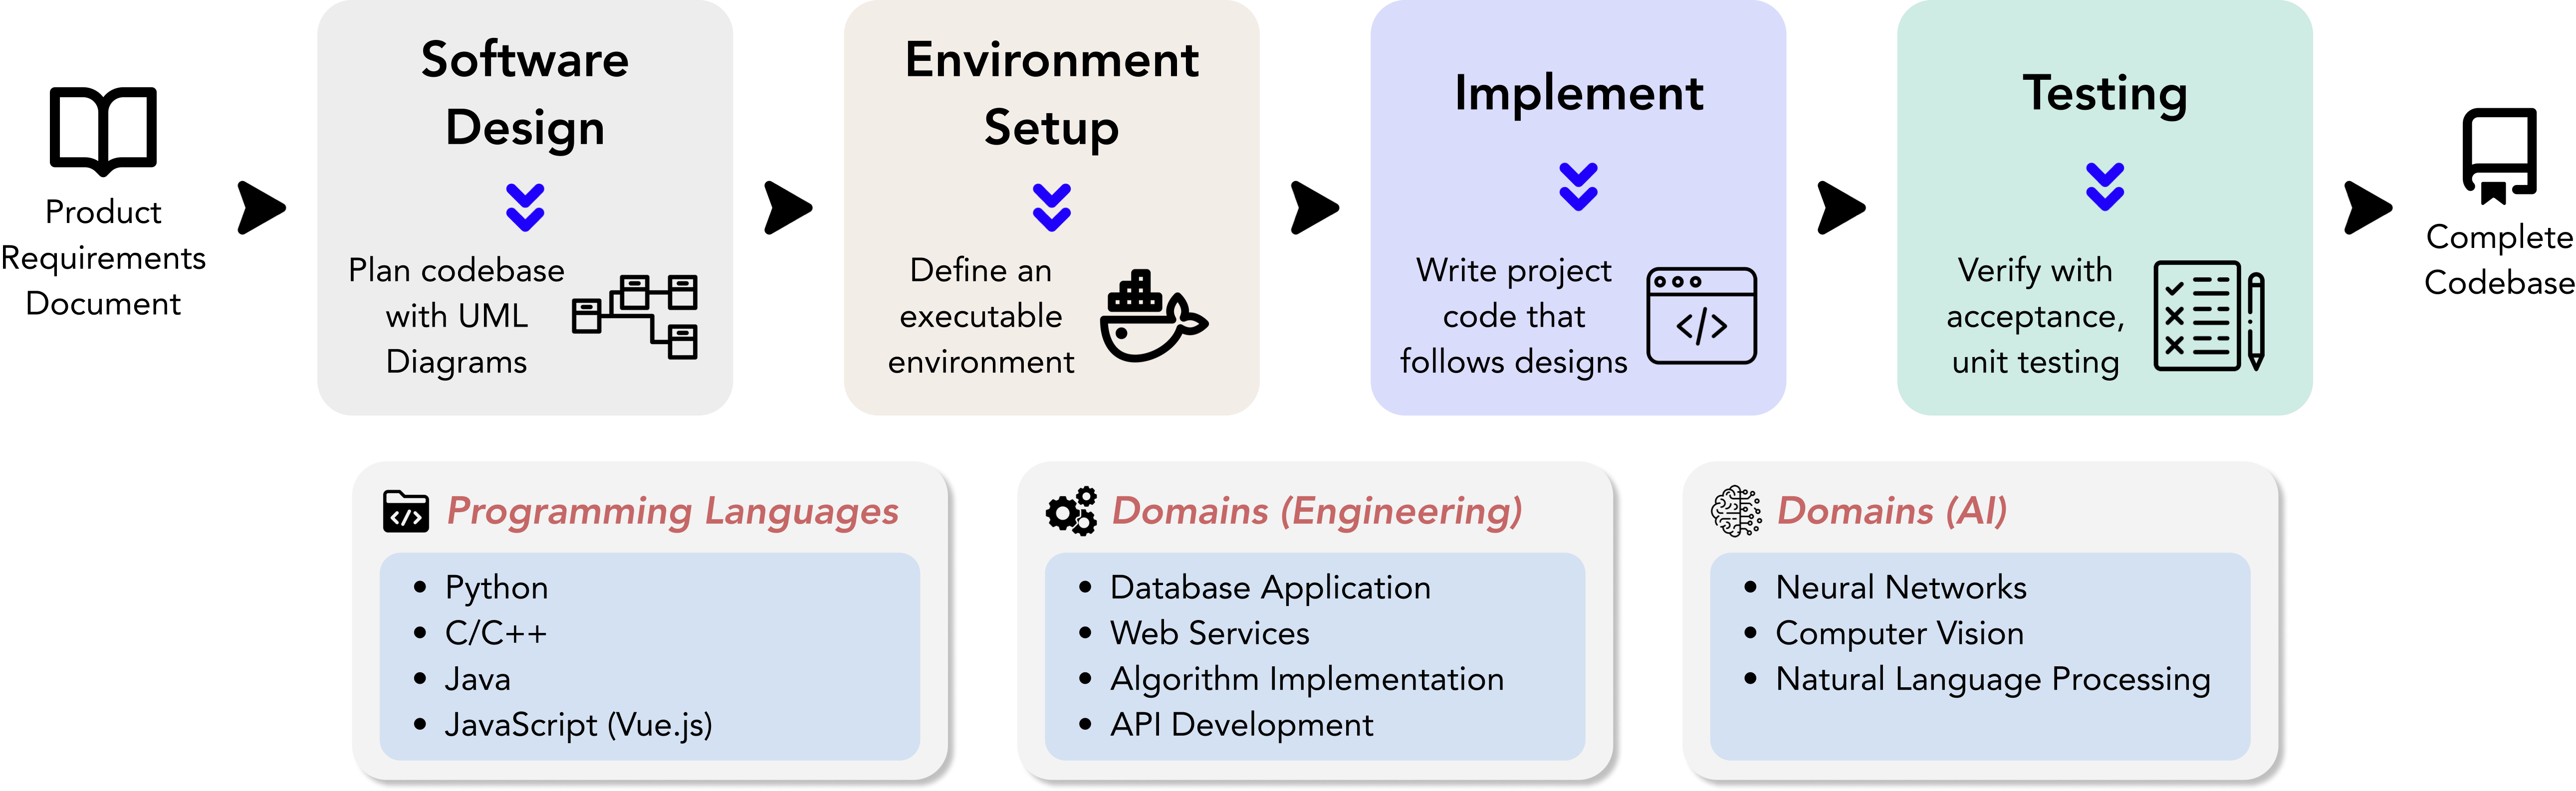 Product
Requirements
Document
Software
Design
Plan codebase
with UML
Diagrams
Environment
Setup
Define an
executable
environment
Implement
Write project
code that
follows designs
</>
Testing
Verify with
acceptance,
unit testing
Complete
Codebase
</>
Programming Languages
• Python
• C/C++
• Java
• JavaScript (Vue.js)
Domains (Engineering)
• Database Application
• Web Services
• Algorithm Implementation
• API Development
Domains (AI)
• Neural Networks
• Computer Vision
• Natural Language Processing